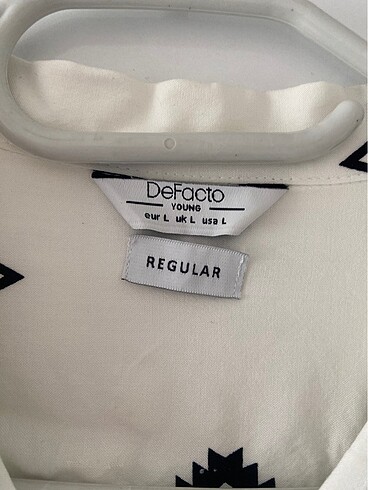 DeFacto
YOUNG
eur L uk L usa L
REGULAR